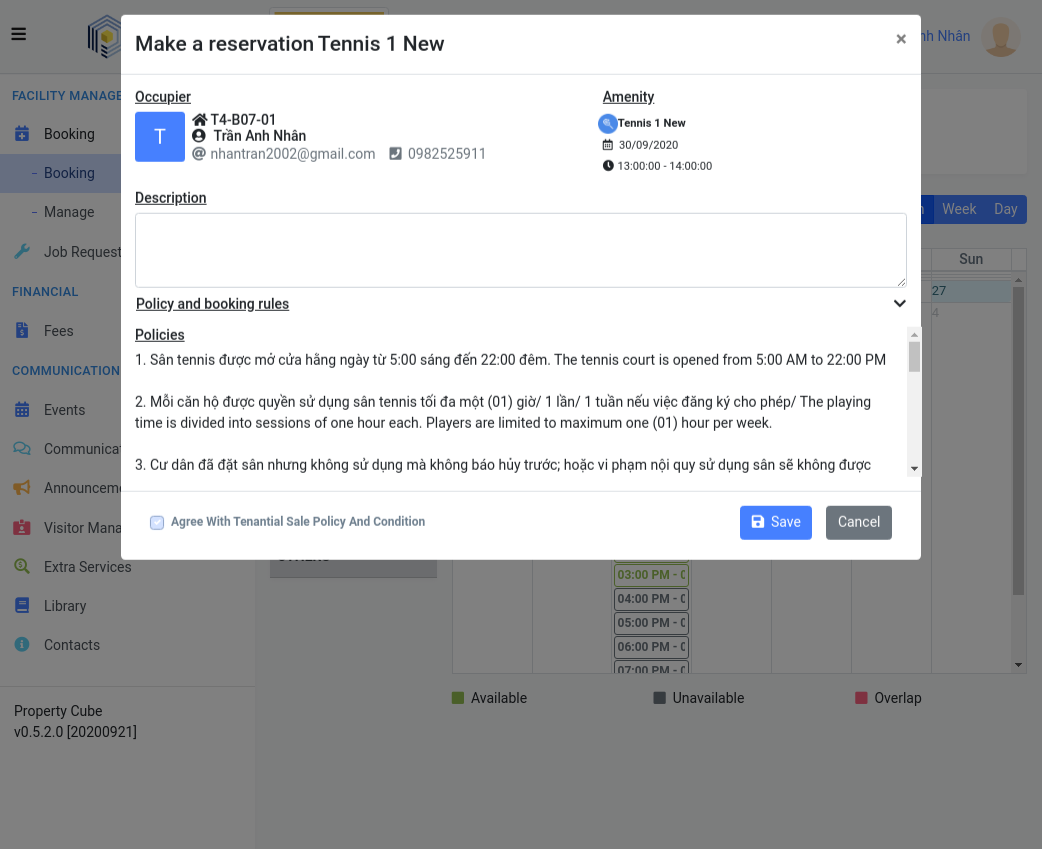 Make a reservation Tennis 1 New
×
Occupier
T
T4-B07-01
Trần Anh Nhân
nhantran2002@gmail.com 0982525911
Amenity
Tennis 1 New
30/09/2020
13:00:00 - 14:00:00
Description
Policy and booking rules
Policies
1. Sân tennis được mở cửa hằng ngày từ 5:00 sáng đến 22:00 đêm. The tennis court is opened from 5:00 AM to 22:00 PM
2. Mỗi căn hộ được quyền sử dụng sân tennis tối đa một (01) giờ/ 1 lần/ 1 tuần nếu việc đăng ký cho phép/ The playing
time is divided into sessions of one hour each. Players are limited to maximum one (01) hour per week.
3. Cư dân đã đặt sân nhưng không sử dụng mà không báo hủy trước; hoặc vi phạm nội quy sử dụng sân sẽ không được
Agree With Tenantial Sale Policy And Condition
Save
Cancel
FACILITY MANAGE
Booking
Booking
Manage
Job Request
FINANCIAL
Fees
COMMUNICATION
Events
Communica
Announceme
Visitor Mana
Extra Services
Library
Contacts
Property Cube
v0.5.2.0 [20200921]
nh Nhân
Week
Day
Sun
27
4
03:00 PM - 0
04:00 PM - 0
05:00 PM - 0
06:00 PM - 0
07:00 PM - 0
Available
Unavailable
Overlap